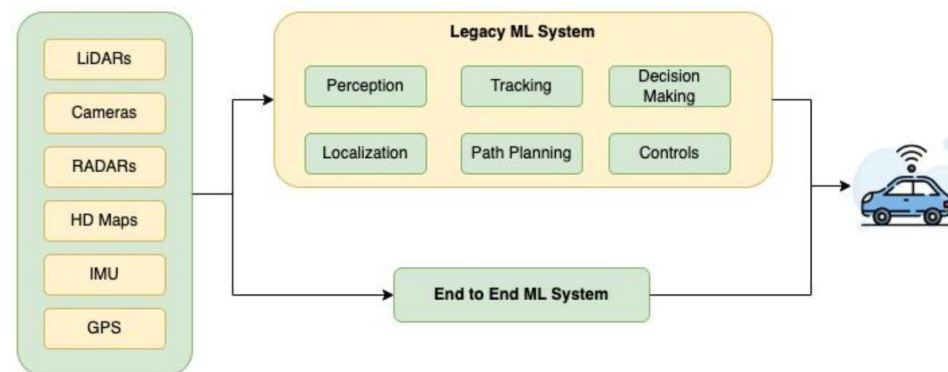 LiDARs
Cameras
RADARs
HD Maps
IMU
GPS
Legacy ML System
Perception
Tracking
Decision
Making
Localization
Path Planning
Controls
End to End ML System